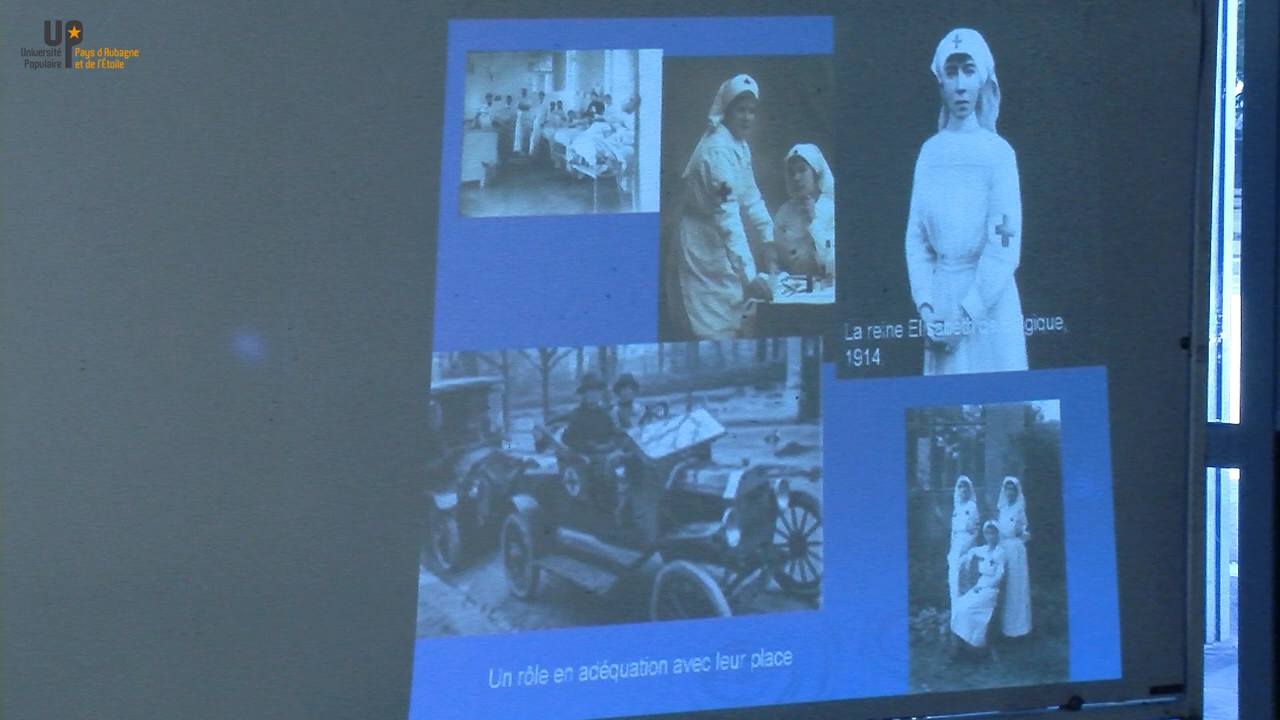 UP
Université Pays d'Aubagne
Populaire et de l'Étoile
La reine
1914
Un rôle en adéquation avec leur place